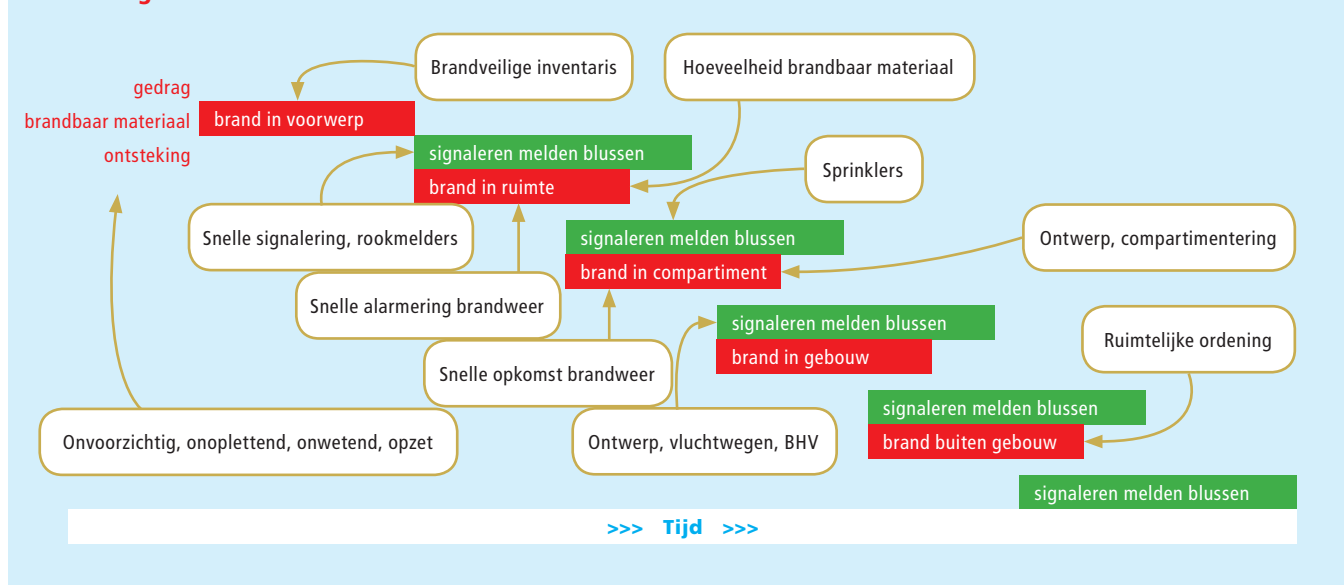 Brandveilige inventaris
Hoeveelheid brandbaar materiaal
gedrag
brandbaar materiaal
brand in voorwerp
ontsteking
signaleren melden blussen
brand in ruimte
Sprinklers
Snelle signalering, rookmelders
signaleren melden blussen
Ontwerp, compartimentering
brand in compartiment
Snelle alarmering brandweer
signaleren melden blussen
Ruimtelijke ordening
brand in gebouw
Snelle opkomst brandweer
signaleren melden blussen
Onvoorzichtig, onoplettend, onwetend, opzet
Ontwerp, vluchtwegen, BHV
brand buiten gebouw
signaleren melden blussen
>>> Tijd >>>